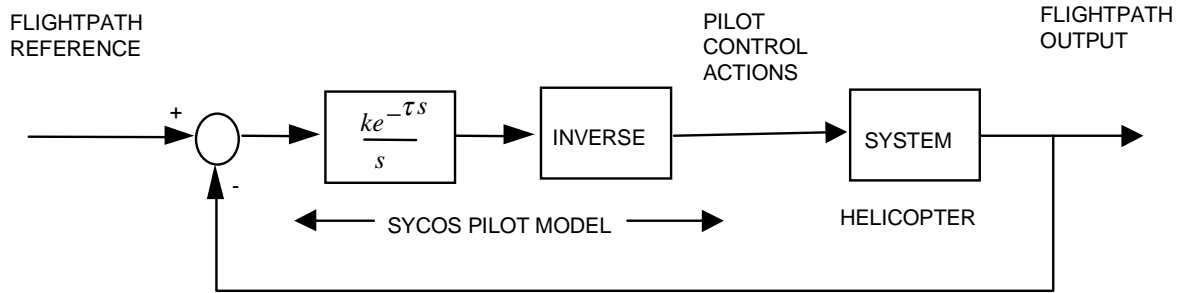 FLIGHTPATH
REFERENCE
PILOT
CONTROL
ACTIONS
FLIGHTPATH
OUTPUT
+
-
ke^{-τs}
s
INVERSE
SYSTEM
SYCOS PILOT MODEL
HELICOPTER